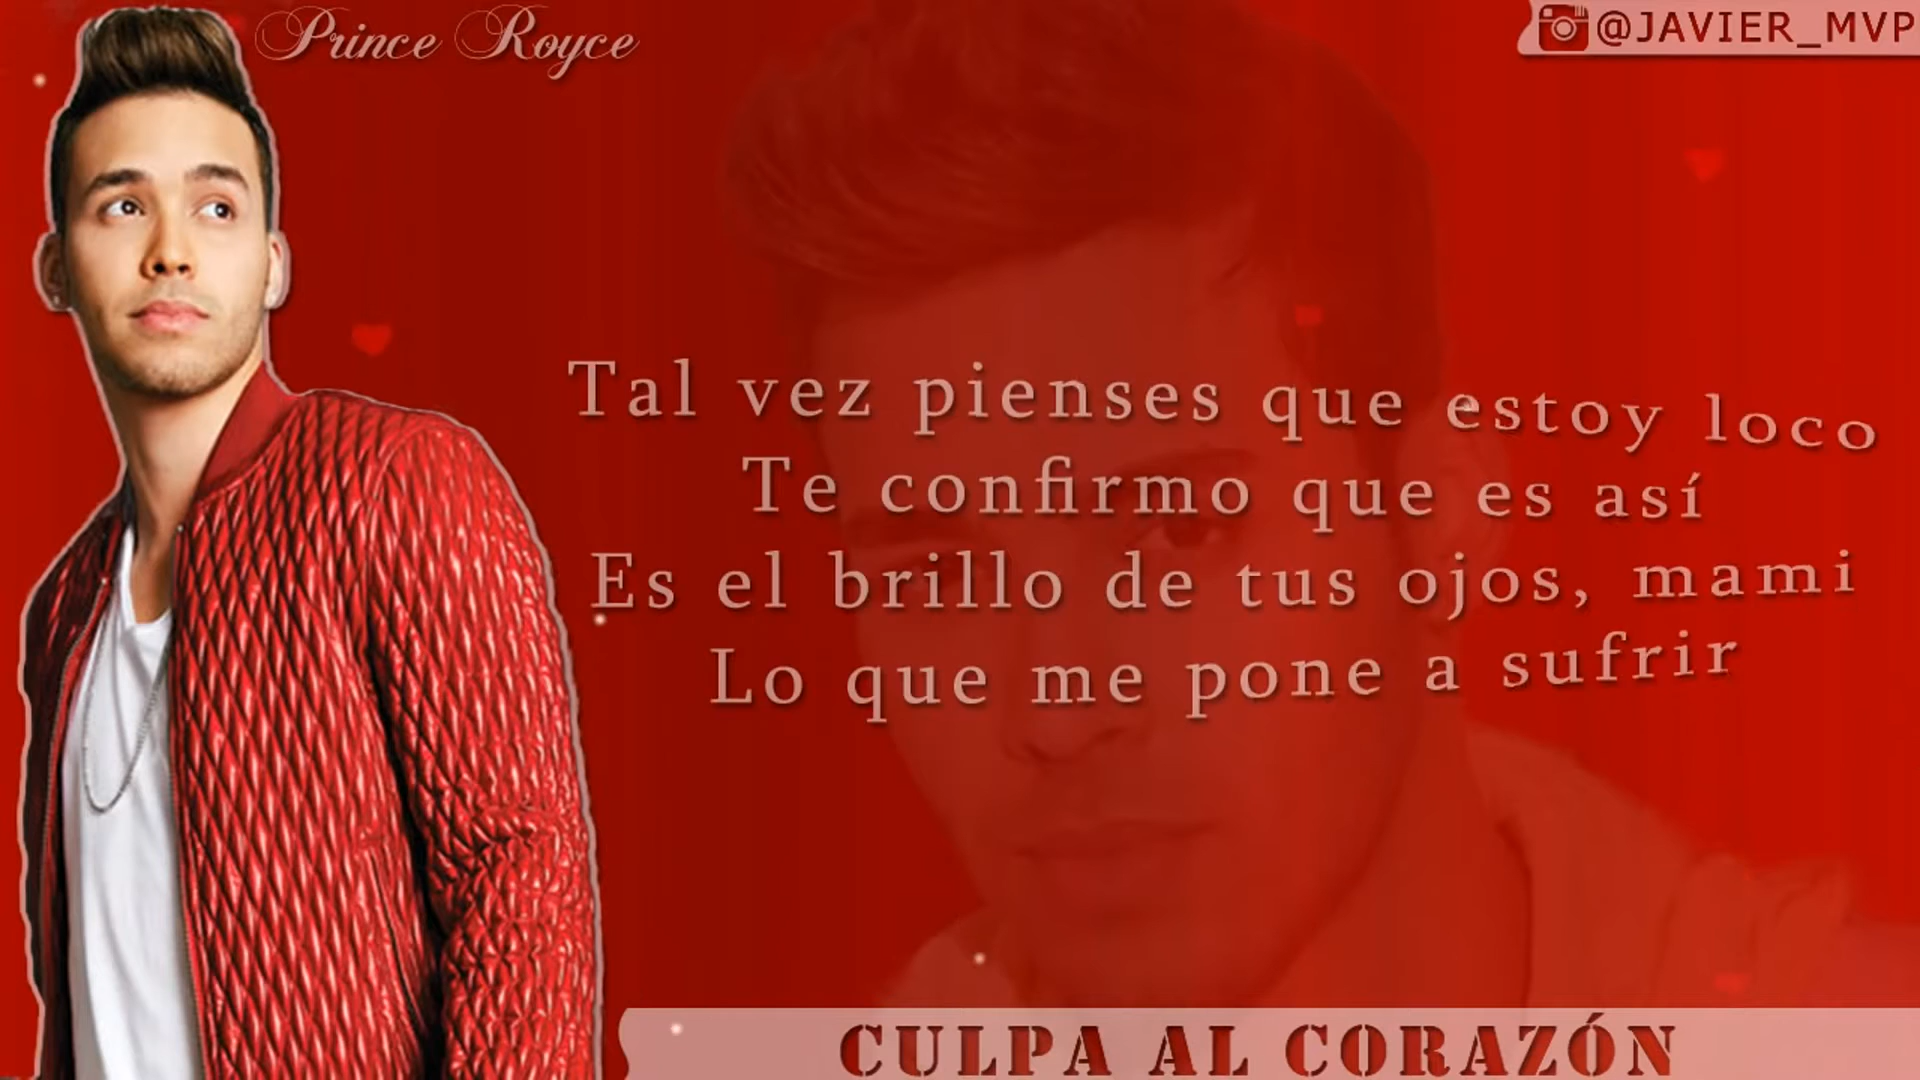 Prince Royce
@JAVIER_MVP
Tal vez pienses que estoy loco
Te confirmo que es así
Es el brillo de tus ojos, mami
Lo que me pone a sufrir
CULPA AL CORAZÓN